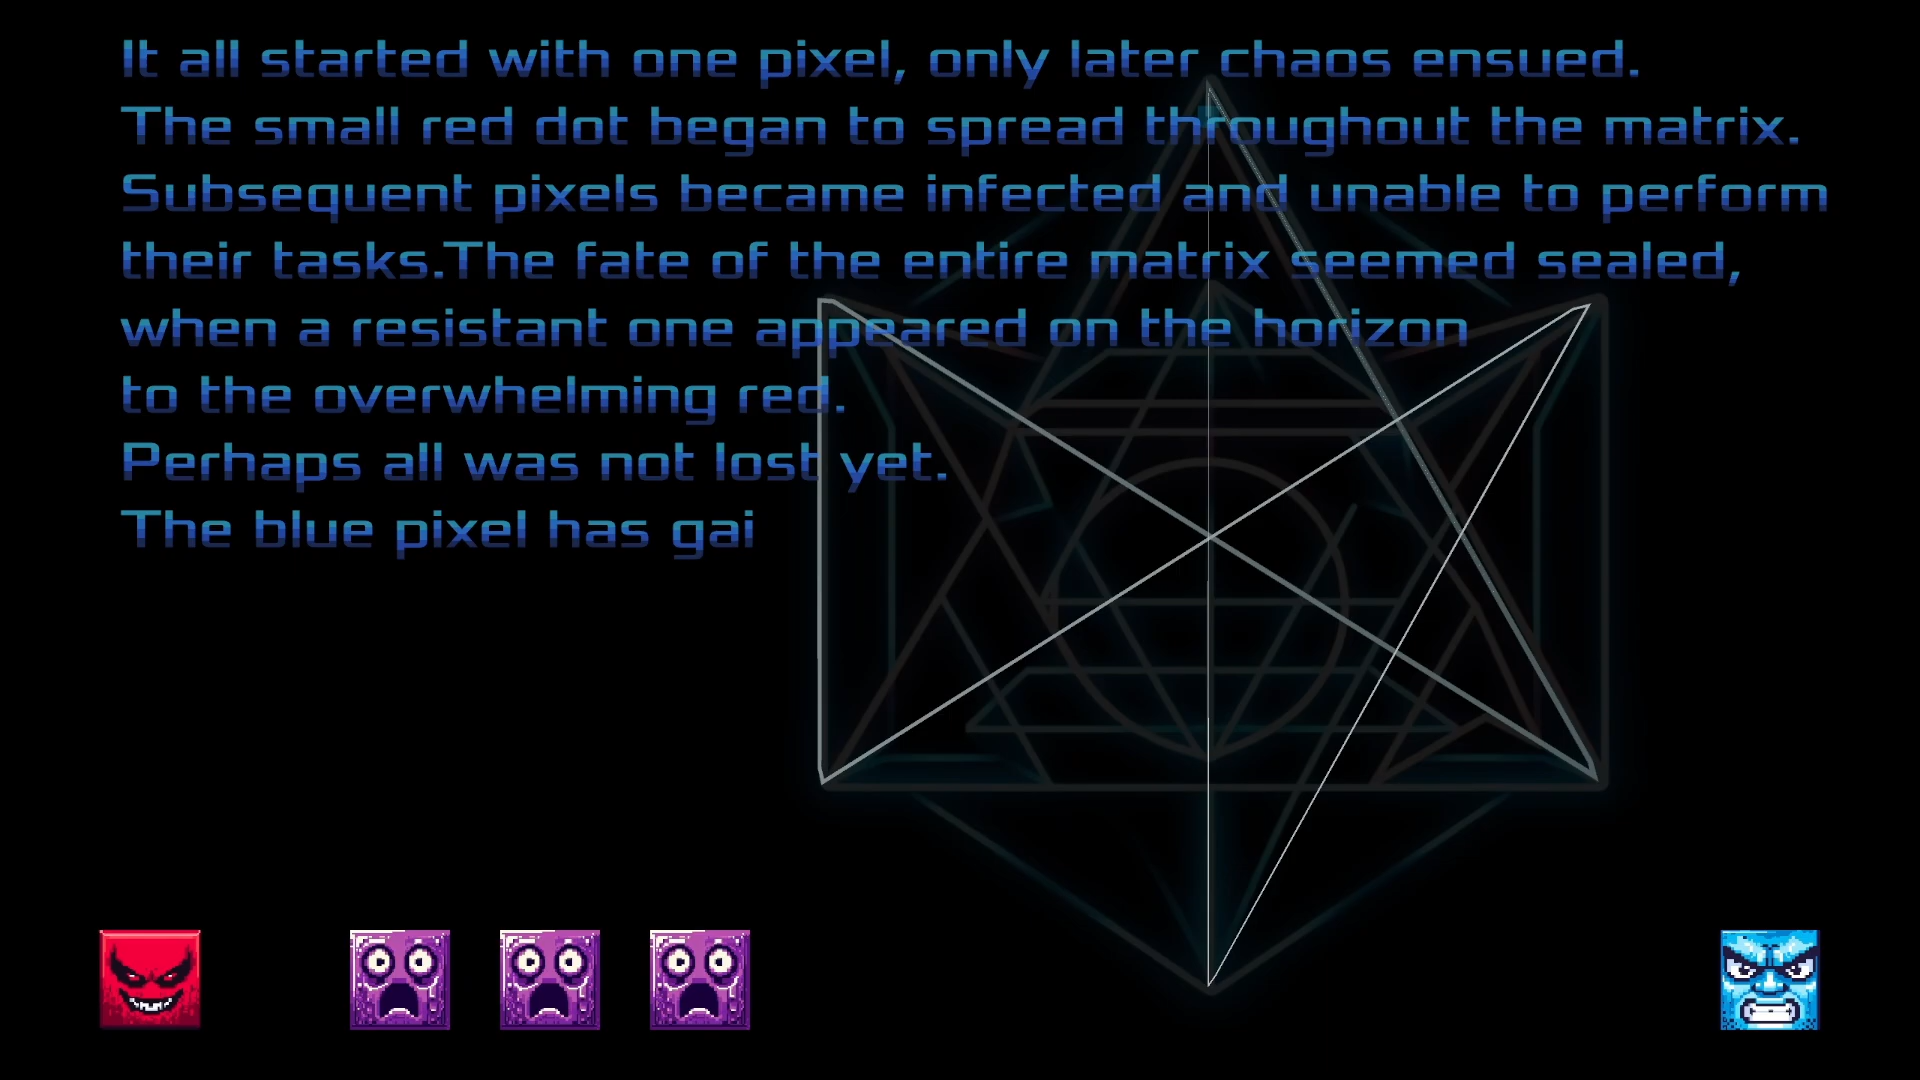 It all started with one pixel, only later chaos ensued.
The small red dot began to spread throughout the matrix.
Subsequent pixels became infected and unable to perform
their tasks.The fate of the entire matrix seemed sealed,
when a resistant one appeared on the horizon
to the overwhelming red.
Perhaps all was not lost yet.
The blue pixel has gai